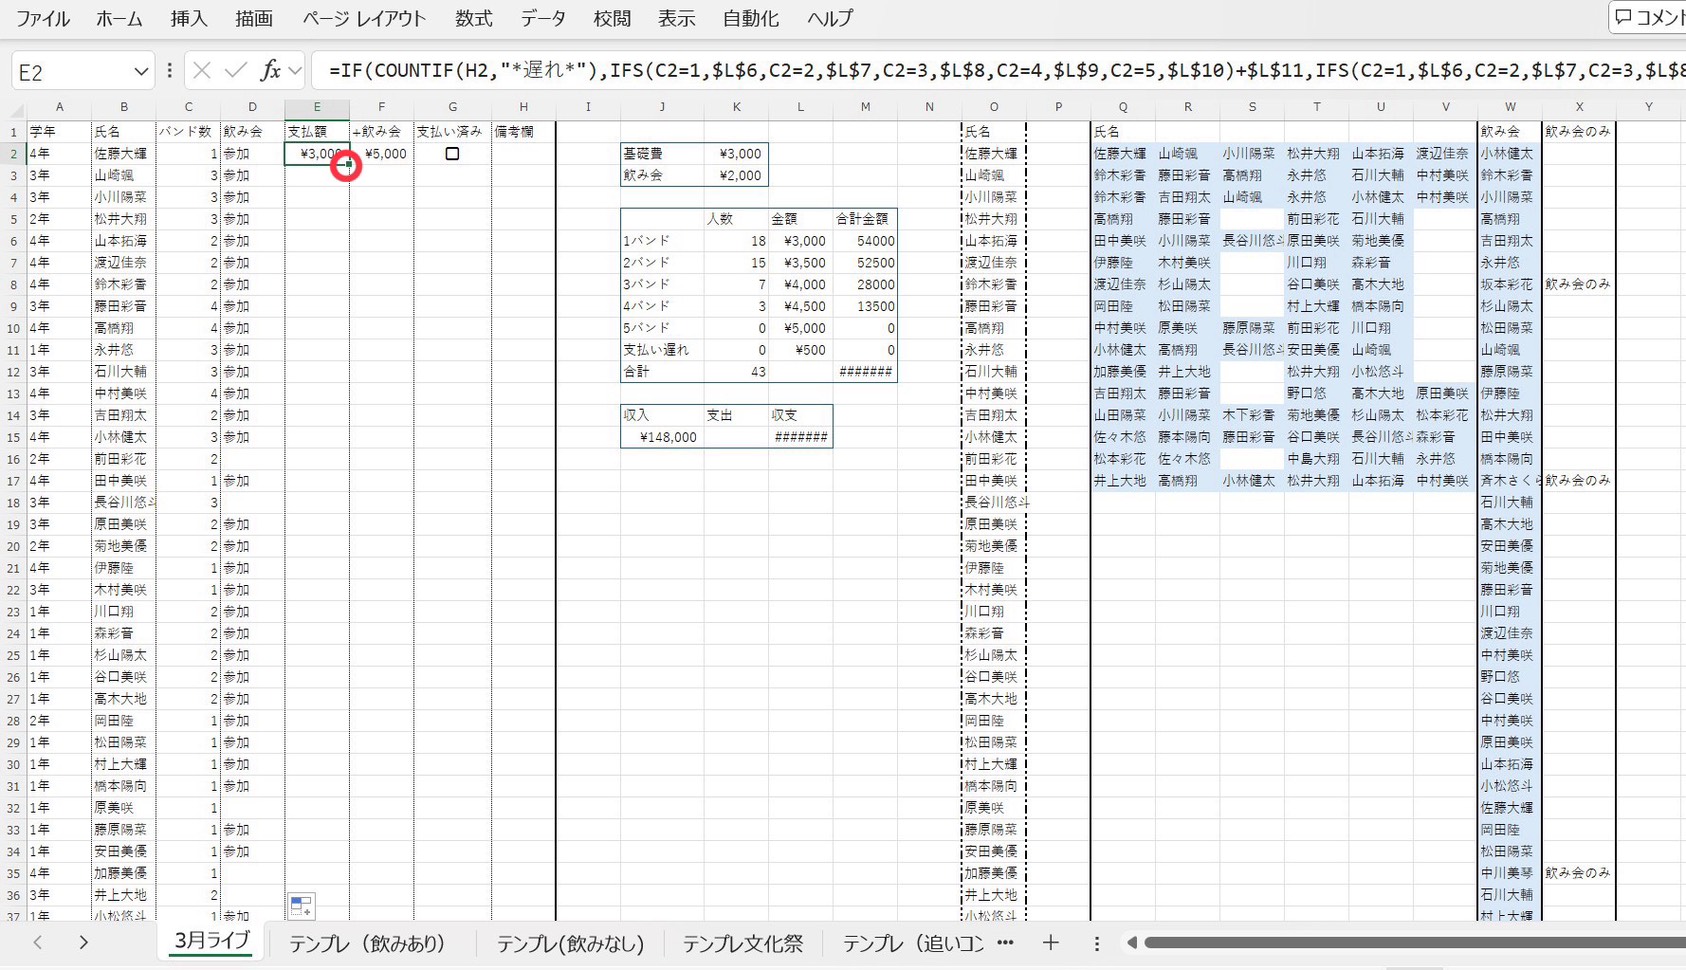 ファイル ホーム 挿入 描画 ページ レイアウト 数式 データ 校閲 表示 自動化 ヘルプ コメント
E2 fx =IF(COUNTIF(H2,"*遅れ*"),IFS(C2=1,$L$6,C2=2,$L$7,C2=3,$L$8,C2=4,$L$9,C2=5,$L$10)+$L$11,IFS(C2=1,$L$6,C2=2,$L$7,C2=3,$L$8
A B C D E F G H I J K L M N O P Q R S T U V W X Y
1 学年 氏名 バンド数 飲み会 支払額 +飲み会 支払い済み 備考欄 氏名 氏名 飲み会 飲み会のみ
2 4年 佐藤大輝 1 参加 ¥3,000 ¥5,000 基礎費 ¥3,000 佐藤大輝 佐藤大輝 山崎颯 小川陽菜 松井大翔 山本拓海 渡辺佳奈 小林健太
3 3年 山崎颯 3 参加 飲み会 ¥2,000 山崎颯 鈴木彩香 藤田彩音 高橋翔 永井悠 石川大輔 中村美咲 鈴木彩香
4 3年 小川陽菜 3 参加 小川陽菜 鈴木彩香 吉田翔太 山崎颯 永井悠 小林健太 中村美咲 小川陽菜
5 2年 松井大翔 3 参加 人数 金額 合計金額 松井大翔 高橋翔 藤田彩音 前田彩花 石川大輔 高橋翔
6 4年 山本拓海 2 参加 1バンド 18 ¥3,000 54000 山本拓海 田中美咲 小川陽菜 長谷川悠斗 原田美咲 菊地美優 吉田翔太
7 4年 渡辺佳奈 2 参加 2バンド 15 ¥3,500 52500 渡辺佳奈 伊藤陸 木村美咲 川口翔 森彩音 永井悠
8 4年 鈴木彩香 2 参加 3バンド 7 ¥4,000 28000 鈴木彩香 渡辺佳奈 杉山陽太 谷口美咲 高木大地 坂本彩花 飲み会のみ
9 3年 藤田彩音 4 参加 4バンド 3 ¥4,500 13500 藤田彩音 岡田陸 松田陽菜 村上大輝 橋本陽向 杉山陽太
10 4年 高橋翔 4 参加 5バンド 0 ¥5,000 0 高橋翔 中村美咲 原美咲 藤原陽菜 前田彩花 川口翔 松田陽菜
11 1年 永井悠 3 参加 支払い遅れ 0 ¥500 0 永井悠 小林健太 高橋翔 長谷川悠斗 安田美優 山崎颯 山崎颯
12 3年 石川大輔 3 参加 合計 43 ####### 石川大輔 加藤美優 井上大地 松井大翔 小松悠斗 藤原陽菜
13 4年 中村美咲 4 参加 中村美咲 吉田翔太 藤田彩音 野口悠 高木大地 原田美咲 伊藤陸
14 3年 吉田翔太 2 参加 収入 支出 収支 吉田翔太 山田陽菜 小川陽菜 木下彩香 菊地美優 杉山陽太 松本彩花 松井大翔
15 4年 小林健太 3 参加 ¥148,000 ####### 小林健太 佐々木悠 藤本陽向 藤田彩音 谷口美咲 長谷川悠斗 森彩音 田中美咲
16 2年 前田彩花 2 前田彩花 松本彩花 佐々木悠 中島大翔 石川大輔 永井悠 橋本陽向
17 4年 田中美咲 1 参加 田中美咲 井上大地 高橋翔 小林健太 松井大翔 山本拓海 中村美咲 斉木さくら 飲み会のみ
18 3年 長谷川悠斗 3 長谷川悠斗 石川大輔
19 3年 原田美咲 2 参加 原田美咲 高木大地
20 2年 菊地美優 2 参加 菊地美優 安田美優
21 4年 伊藤陸 1 参加 伊藤陸 菊地美優
22 3年 木村美咲 1 参加 木村美咲 藤田彩音
23 1年 川口翔 2 参加 川口翔 川口翔
24 1年 森彩音 2 参加 森彩音 渡辺佳奈
25 1年 杉山陽太 2 参加 杉山陽太 中村美咲
26 1年 谷口美咲 2 参加 谷口美咲 野口悠
27 1年 高木大地 2 参加 高木大地 谷口美咲
28 2年 岡田陸 1 参加 岡田陸 中村美咲
29 1年 松田陽菜 1 参加 松田陽菜 原田美咲
30 1年 村上大輝 1 参加 村上大輝 山本拓海
31 1年 橋本陽向 1 参加 橋本陽向 小松悠斗
32 1年 原美咲 1 原美咲 佐藤大輝
33 1年 藤原陽菜 1 参加 藤原陽菜 岡田陸
34 1年 安田美優 1 参加 安田美優 松田陽菜
35 4年 加藤美優 1 加藤美優 中川美琴 飲み会のみ
36 3年 井上大地 2 井上大地 石川大輔
37 1年 小松悠斗 1 参加 小松悠斗 村上大輝
3月ライブ テンプレ（飲みあり） テンプレ(飲みなし) テンプレ文化祭 テンプレ（追いコン ••• +